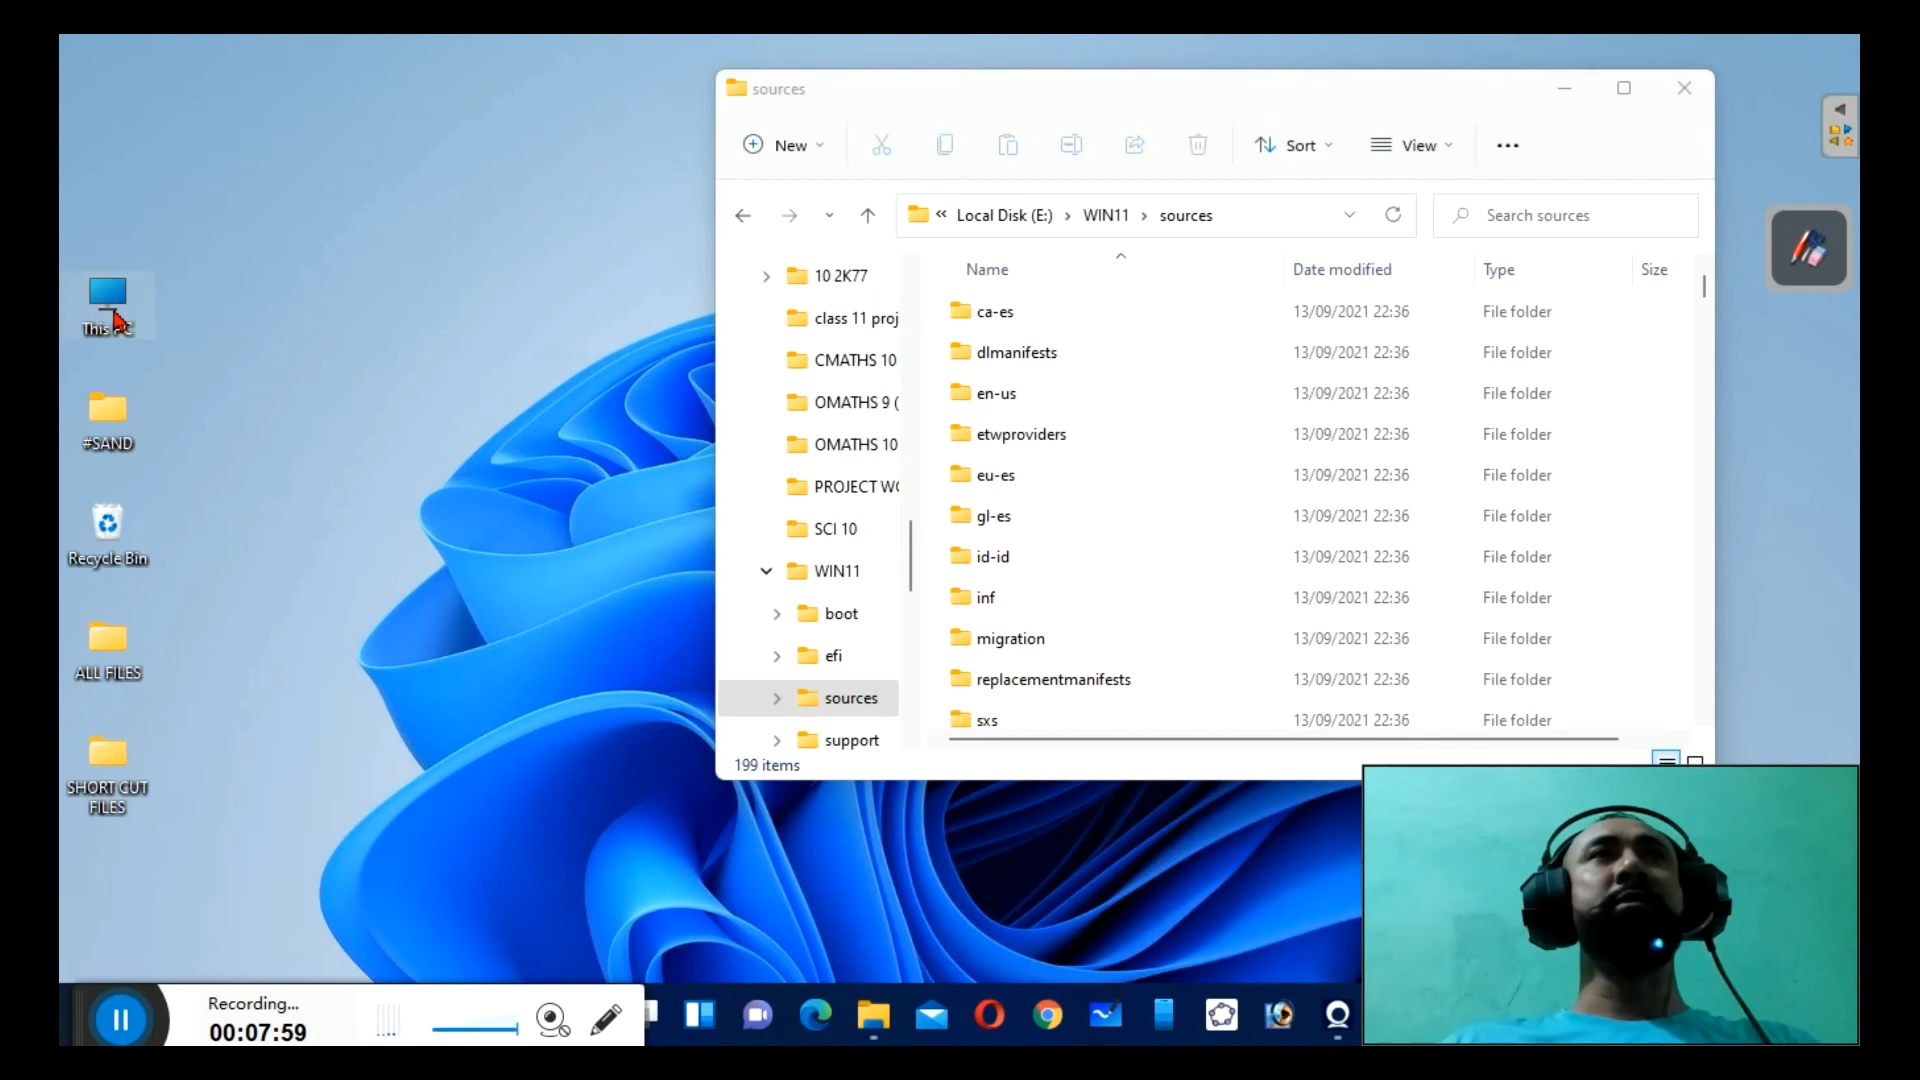 sources
New
Sort
View
« Local Disk (E:) › WIN11 › sources
Search sources
Name
Date modified
Type
Size
10 2K77
class 11 proj
CMATHS 10
OMATHS 9 (
OMATHS 10
PROJECT WO
SCI 10
WIN11
boot
efi
sources
support
ca-es 13/09/2021 22:36 File folder
dlmanifests 13/09/2021 22:36 File folder
en-us 13/09/2021 22:36 File folder
etwproviders 13/09/2021 22:36 File folder
eu-es 13/09/2021 22:36 File folder
gl-es 13/09/2021 22:36 File folder
id-id 13/09/2021 22:36 File folder
inf 13/09/2021 22:36 File folder
migration 13/09/2021 22:36 File folder
replacementmanifests 13/09/2021 22:36 File folder
sxs 13/09/2021 22:36 File folder
199 items
This PC
#SAND
Recycle Bin
ALL FILES
SHORT CUT
FILES
Recording...
00:07:59